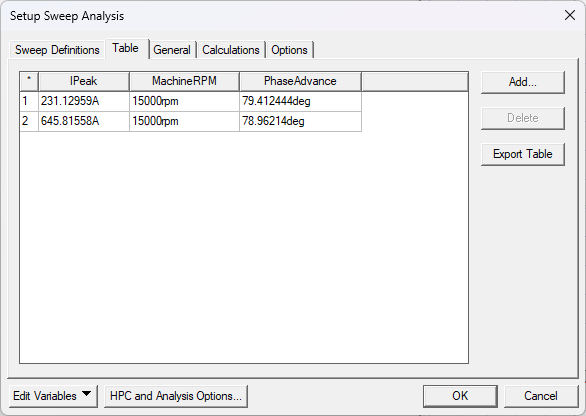 Setup Sweep Analysis
Sweep Definitions Table General Calculations Options
* IPeak MachineRPM PhaseAdvance
1 231.12959A 15000rpm 79.412444deg
2 645.81558A 15000rpm 78.96214deg
Add...
Delete
Export Table
Edit Variables HPC and Analysis Options... OK Cancel